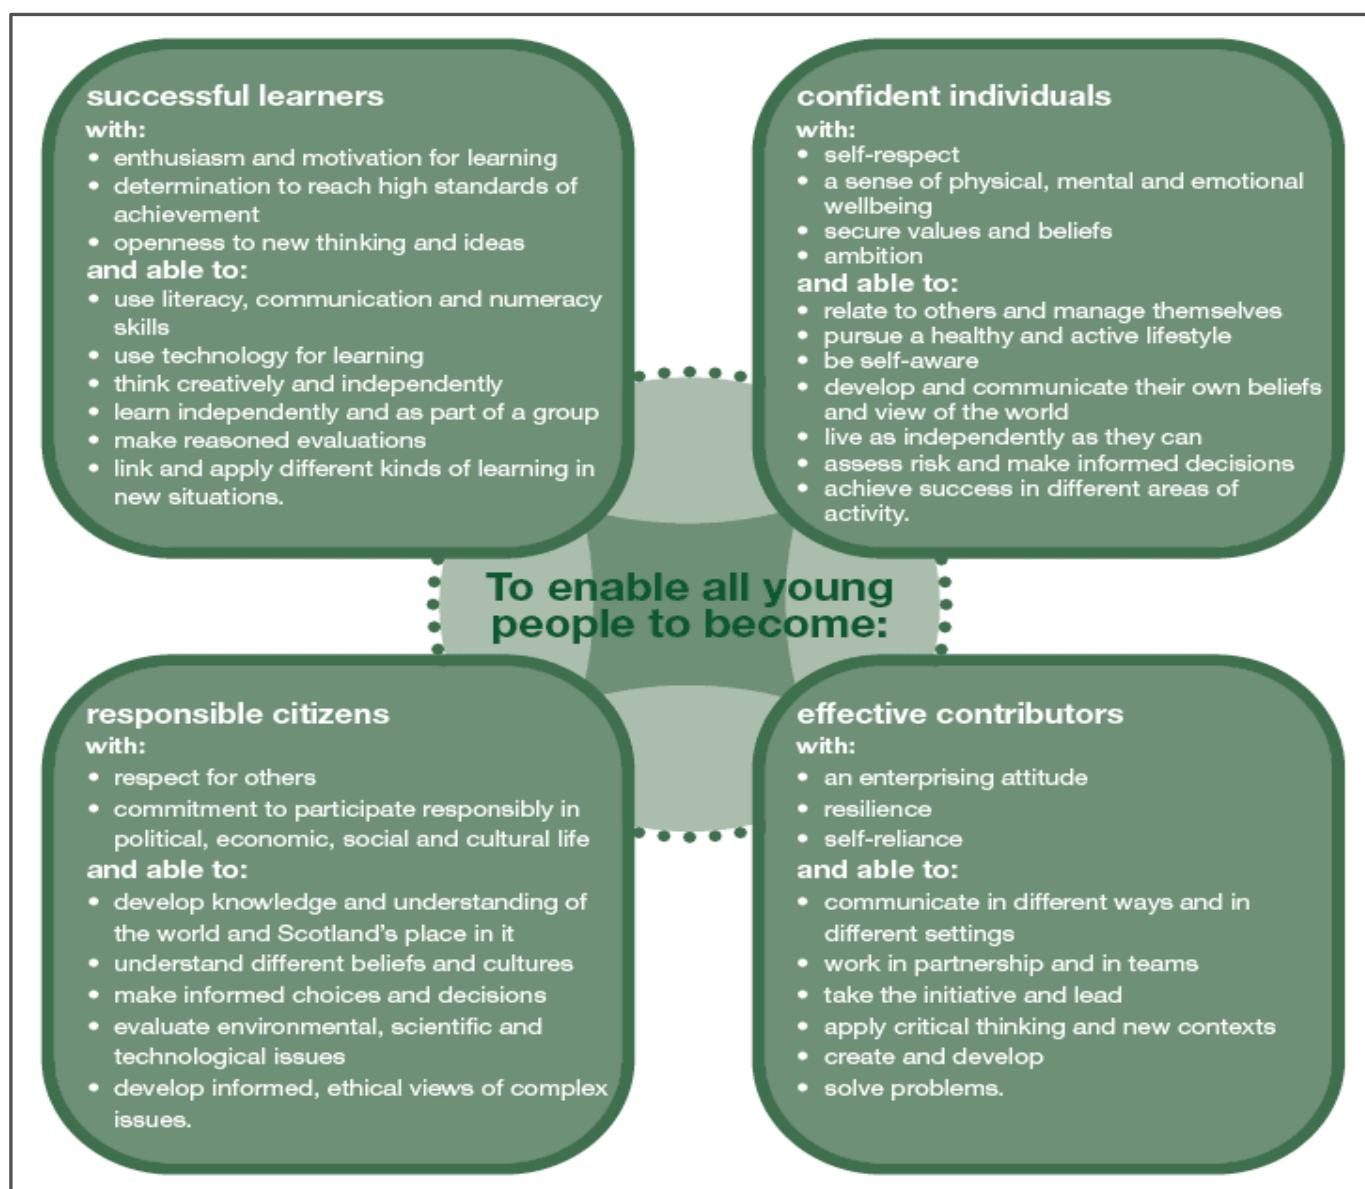 successful learners
with:
• enthusiasm and motivation for learning
• determination to reach high standards of
achievement
• openness to new thinking and ideas
and able to:
• use literacy, communication and numeracy
skills
• use technology for learning
• think creatively and independently
• learn independently and as part of a group
• make reasoned evaluations
• link and apply different kinds of learning in
new situations.
confident individuals
with:
• self-respect
• a sense of physical, mental and emotional
wellbeing
• secure values and beliefs
• ambition
and able to:
• relate to others and manage themselves
• pursue a healthy and active lifestyle
• be self-aware
• develop and communicate their own beliefs
and view of the world
• live as independently as they can
• assess risk and make informed decisions
• achieve success in different areas of
activity.
To enable all young
people to become:
responsible citizens
with:
• respect for others
• commitment to participate responsibly in
political, economic, social and cultural life
and able to:
• develop knowledge and understanding of
the world and Scotland’s place in it
• understand different beliefs and cultures
• make informed choices and decisions
• evaluate environmental, scientific and
technological issues
• develop informed, ethical views of complex
issues.
effective contributors
with:
• an enterprising attitude
• resilience
• self-reliance
and able to:
• communicate in different ways and in
different settings
• work in partnership and in teams
• take the initiative and lead
• apply critical thinking and new contexts
• create and develop
• solve problems.